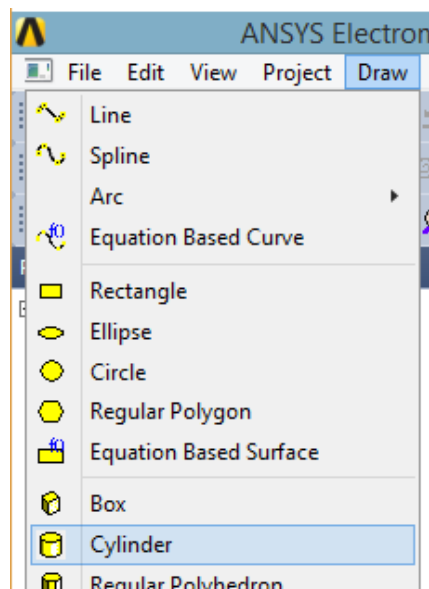 ANSYS Electron
File Edit View Project Draw
Line
Spline
Arc
Equation Based Curve
Rectangle
Ellipse
Circle
Regular Polygon
Equation Based Surface
Box
Cylinder
Regular Polyhedron